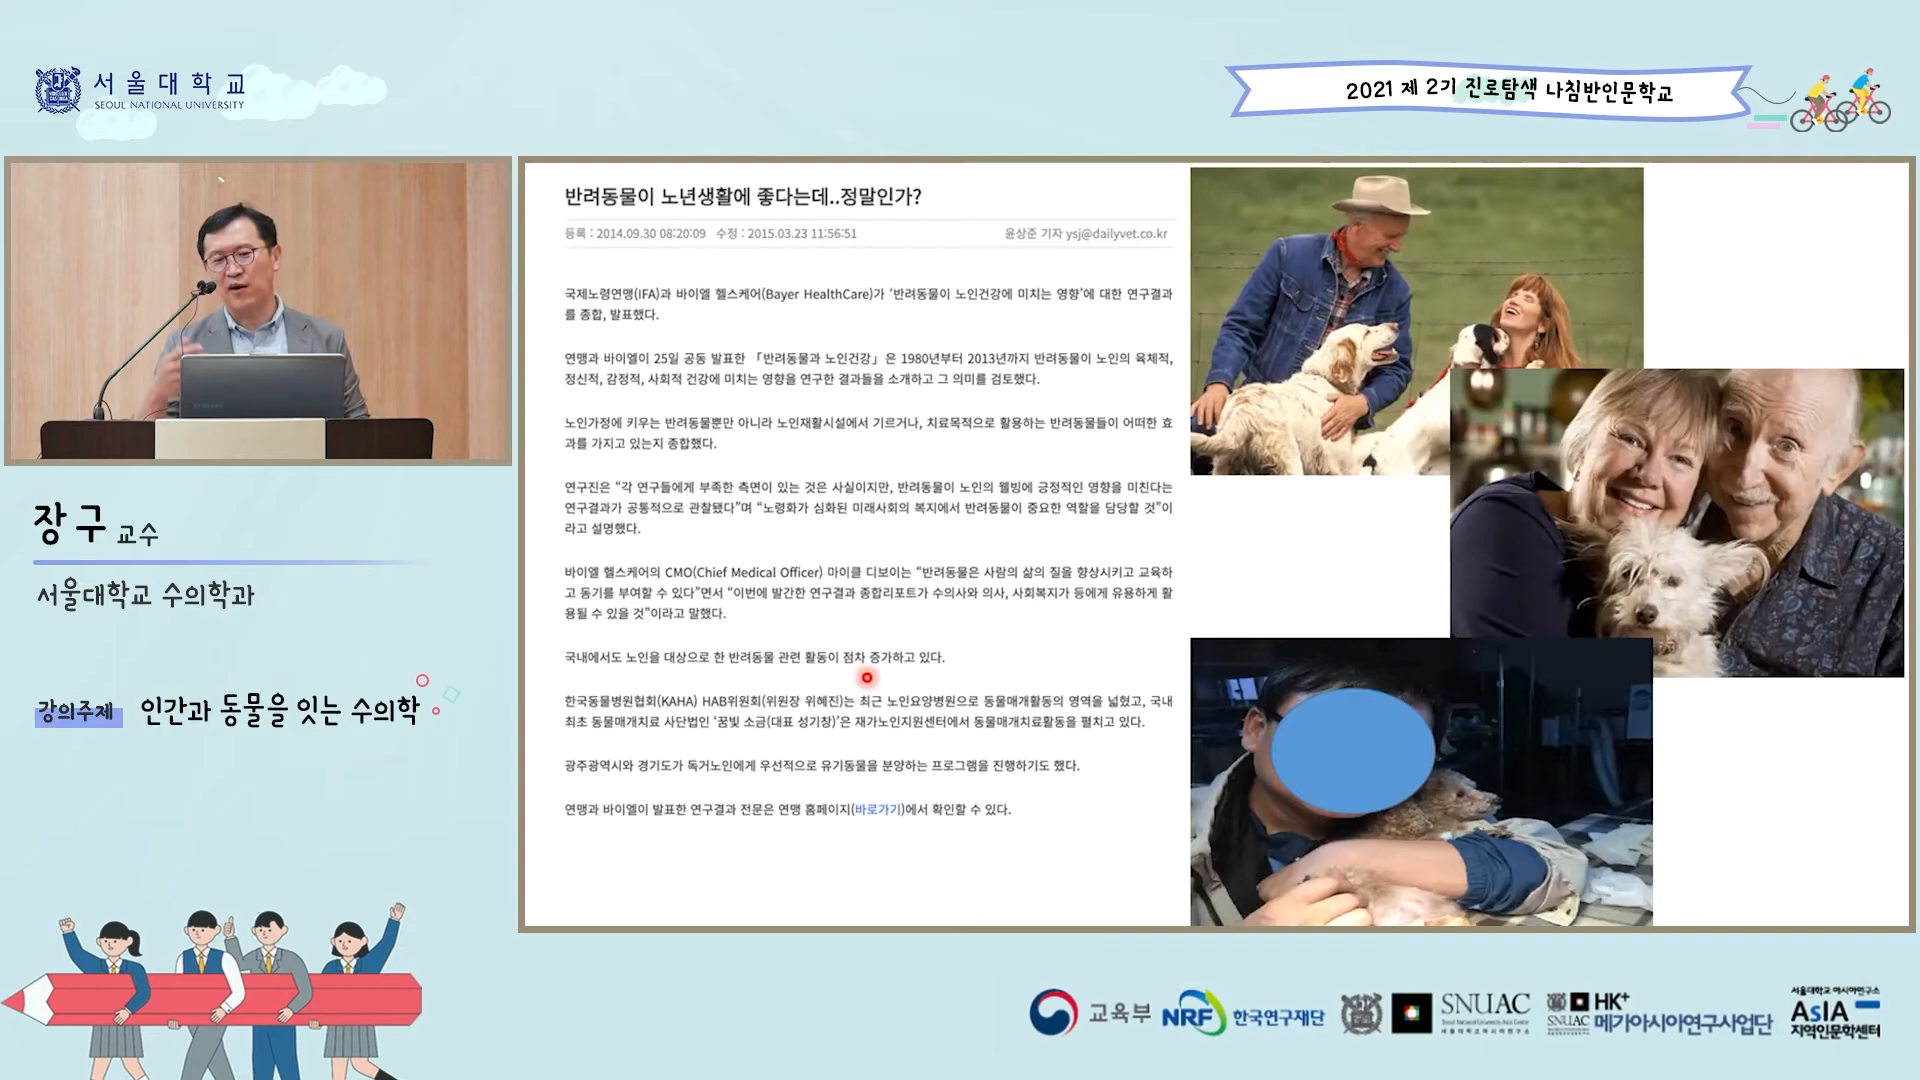 서울대학교
SEOUL NATIONAL UNIVERSITY
2021 제 2기 진로탐색 나침반인문학교
장 구 교수
서울대학교 수의학과
강의주제 인간과 동물을 잇는 수의학
반려동물이 노년생활에 좋다는데..정말인가?
등록 : 2014.09.30 08:20:09 수정 : 2015.03.23 11:56:51 윤상준 기자 ysj@dailyvet.co.kr
국제노령연맹(IFA)과 바이엘 헬스케어(Bayer HealthCare)가 ‘반려동물이 노인건강에 미치는 영향’에 대한 연구결과
를 종합, 발표했다.
연맹과 바이엘이 25일 공동 발표한 「반려동물과 노인건강」은 1980년부터 2013년까지 반려동물이 노인의 육체적,
정신적, 감정적, 사회적 건강에 미치는 영향을 연구한 결과들을 소개하고 그 의미를 검토했다.
노인가정에 키우는 반려동물뿐만 아니라 노인재활시설에서 기르거나, 치료목적으로 활용하는 반려동물들이 어떠한 효
과를 가지고 있는지 종합했다.
연구진은 “각 연구들에게 부족한 측면이 있는 것은 사실이지만, 반려동물이 노인의 웰빙에 긍정적인 영향을 미친다는
연구결과가 공통적으로 관찰됐다”며 “노령화가 심화된 미래사회의 복지에서 반려동물이 중요한 역할을 담당할 것”이
라고 설명했다.
바이엘 헬스케어의 CMO(Chief Medical Officer) 마이클 디보이는 “반려동물은 사람의 삶의 질을 향상시키고 교육하
고 동기를 부여할 수 있다”면서 “이번에 발간한 연구결과 종합리포트가 수의사와 의사, 사회복지가 등에게 유용하게 활
용될 수 있을 것”이라고 말했다.
국내에서도 노인을 대상으로 한 반려동물 관련 활동이 점차 증가하고 있다.
한국동물병원협회(KAHA) HAB위원회(위원장 위혜진)는 최근 노인요양병원으로 동물매개활동의 영역을 넓혔고, 국내
최초 동물매개치료 사단법인 ‘꿈빛 소금(대표 성기창)’은 재가노인지원센터에서 동물매개치료활동을 펼치고 있다.
광주광역시와 경기도가 독거노인에게 우선적으로 유기동물을 분양하는 프로그램을 진행하기도 했다.
연맹과 바이엘이 발표한 연구결과 전문은 연맹 홈페이지(바로가기)에서 확인할 수 있다.
교육부
NRF 한국연구재단
SNUAC
Seoul National University Asia Center
서울대학교아시아연구소
HK+
SNUAC 메가아시아연구사업단
서울대학교 아시아연구소
AsIA
지역인문학센터